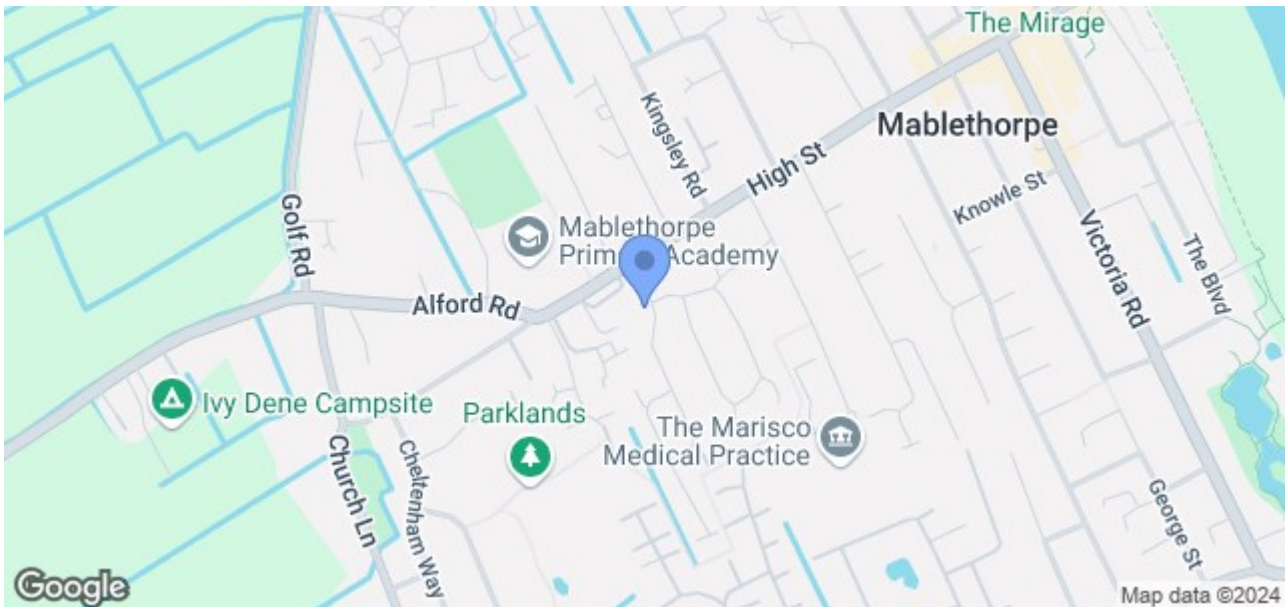 The Mirage
Mablethorpe
Kingsley Rd
High St
Knowle St
Golf Rd
Mablethorpe
Primary Academy
Victoria Rd
The Blvd
Alford Rd
Ivy Dene Campsite
Parklands
The Marisco
Medical Practice
Church Ln
Cheltenham Way
George St
Google
Map data ©2024